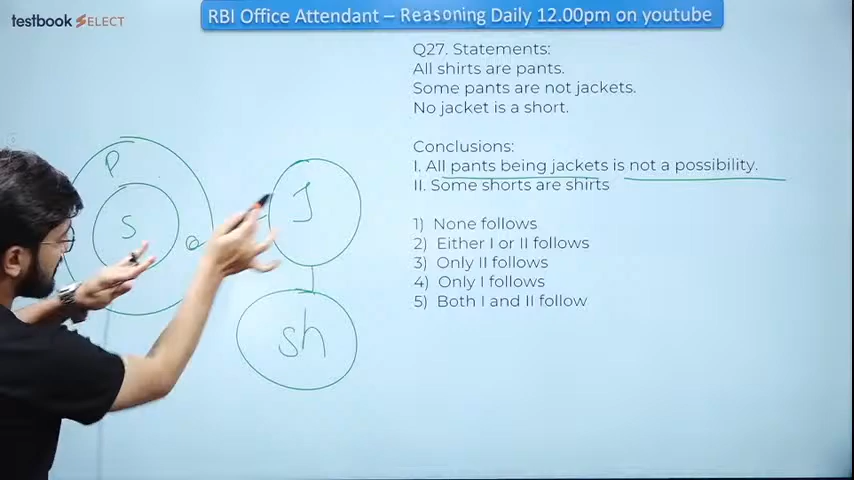 testbook SELECT
RBI Office Attendant – Reasoning Daily 12.00pm on youtube
Q27. Statements:
All shirts are pants.
Some pants are not jackets.
No jacket is a short.
Conclusions:
I. All pants being jackets is not a possibility.
II. Some shorts are shirts
1) None follows
2) Either I or II follows
3) Only II follows
4) Only I follows
5) Both I and II follow
P
S
J
sh